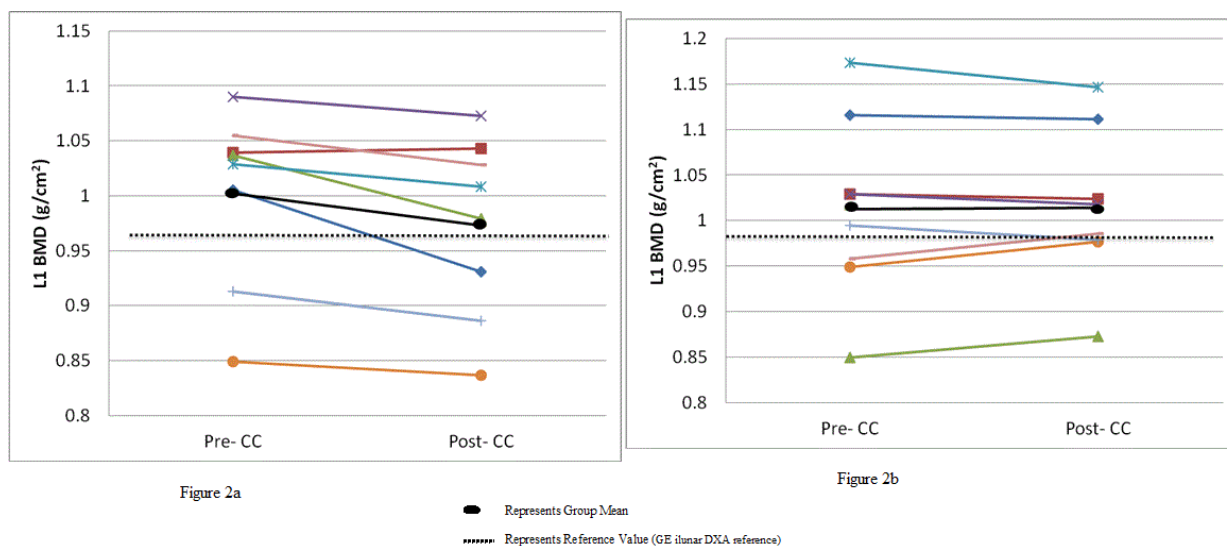 1.15
1.1
1.05
1
0.95
0.9
0.85
0.8
L1 BMD (g/cm²)
Pre- CC Post- CC
Figure 2a
1.2
1.15
1.1
1.05
1
0.95
0.9
0.85
0.8
L1 BMD (g/cm²)
Pre- CC Post- CC
Figure 2b
Represents Group Mean
Represents Reference Value (GE ilunar DXA reference)